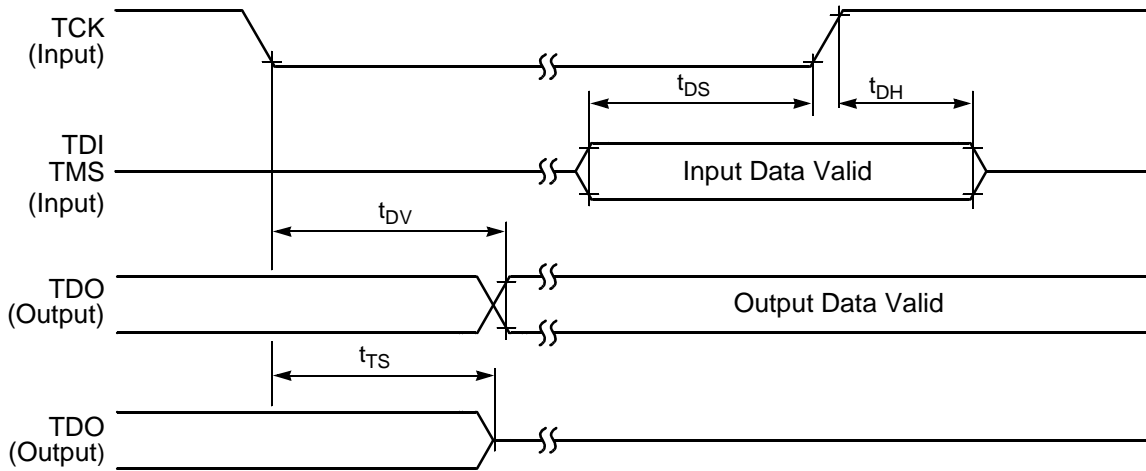 TCK
(Input)
tDS
tDH
TDI
TMS
(Input)
Input Data Valid
tDV
TDO
(Output)
Output Data Valid
tTS
TDO
(Output)